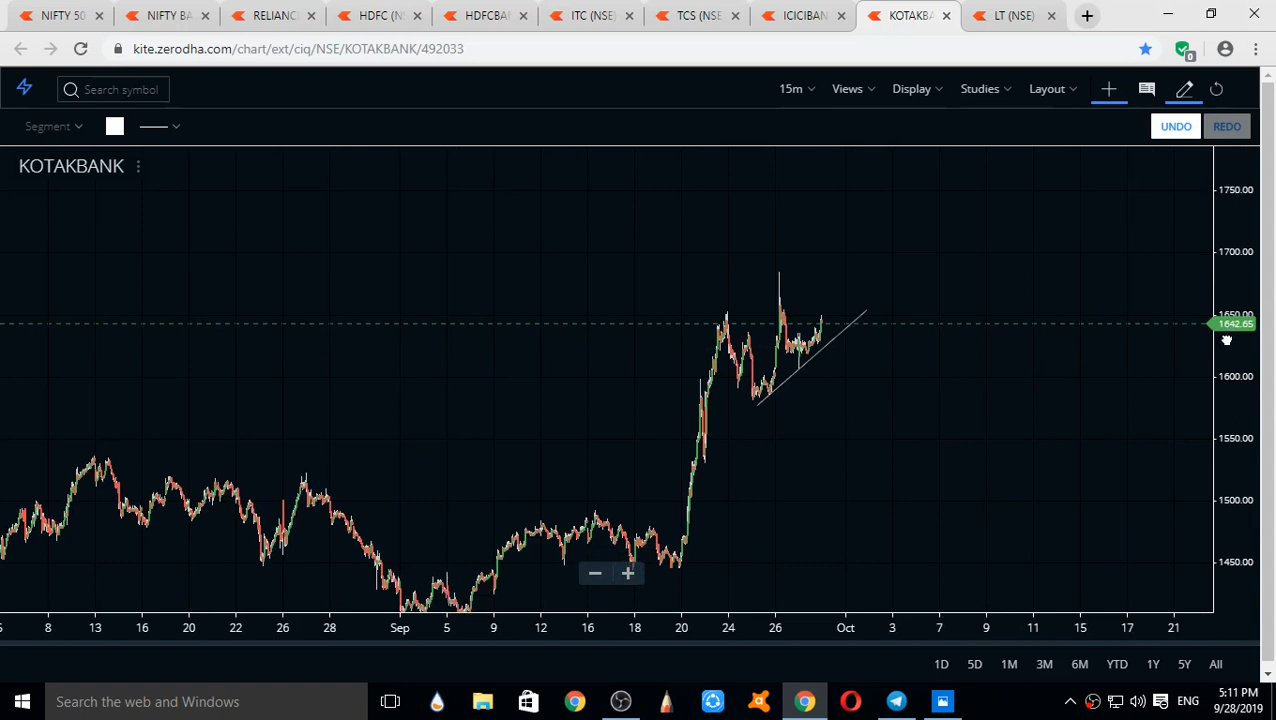 NIFTY 50
NIFTY BA
RELIANC
HDFC (NS
HDFCBAN
ITC (NSE)
TCS (NSE
ICICIBAN
KOTAKBA
LT (NSE)
kite.zerodha.com/chart/ext/ciq/NSE/KOTAKBANK/492033
0
Search symbol
15m
Views
Display
Studies
Layout
Segment
UNDO
REDO
KOTAKBANK
1750.00
1700.00
1650.00
1642.65
1600.00
1550.00
1500.00
1450.00
5 8 13 16 20 22 26 28 Sep 5 9 12 16 18 20 24 26 Oct 3 7 9 11 15 17 21
1D 5D 1M 3M 6M YTD 1Y 5Y All
Search the web and Windows
ENG
5:11 PM
9/28/2019